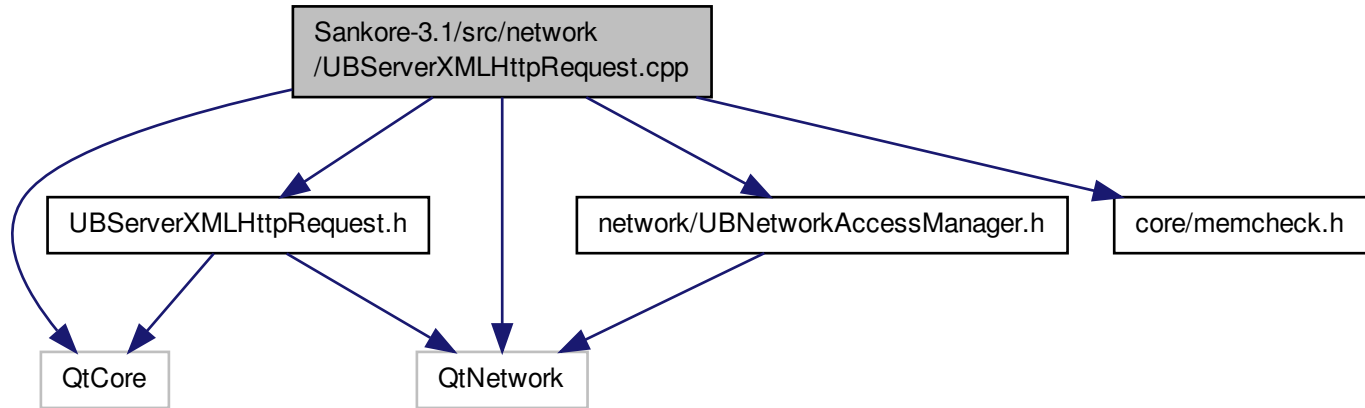 Sankore-3.1/src/network
/UBServerXMLHttpRequest.cpp
UBServerXMLHttpRequest.h
network/UBNetworkAccessManager.h
core/memcheck.h
QtCore
QtNetwork